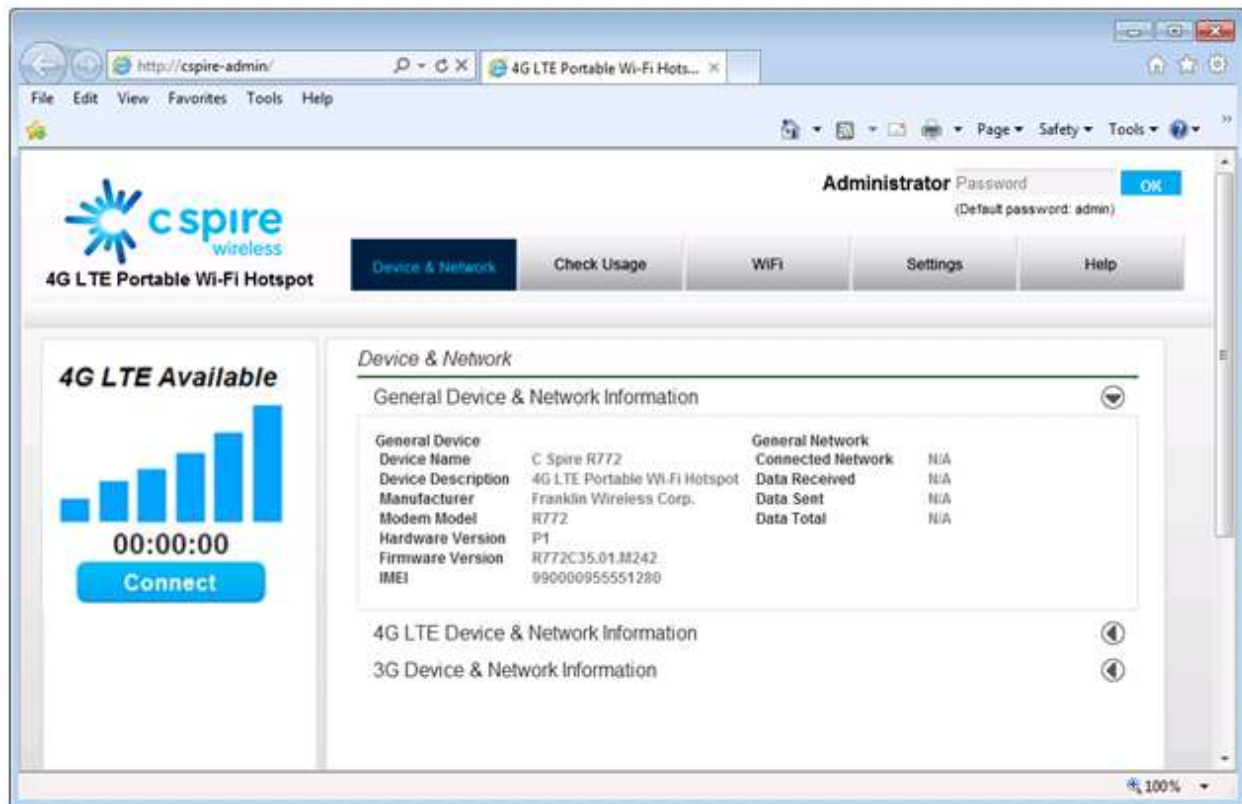 http://cspire-admin/
4G LTE Portable Wi-Fi Hots...
File Edit View Favorites Tools Help
Page Safety Tools
Administrator Password OK
(Default password: admin)
c spire
wireless
4G LTE Portable Wi-Fi Hotspot
Device & Network Check Usage WiFi Settings Help
4G LTE Available
00:00:00
Connect
Device & Network
General Device & Network Information
General Device General Network
Device Name C Spire R772 Connected Network N/A
Device Description 4G LTE Portable Wi-Fi Hotspot Data Received N/A
Manufacturer Franklin Wireless Corp. Data Sent N/A
Modem Model R772 Data Total N/A
Hardware Version P1
Firmware Version R772C35.01.M242
IMEI 990000955551280
4G LTE Device & Network Information
3G Device & Network Information
100%